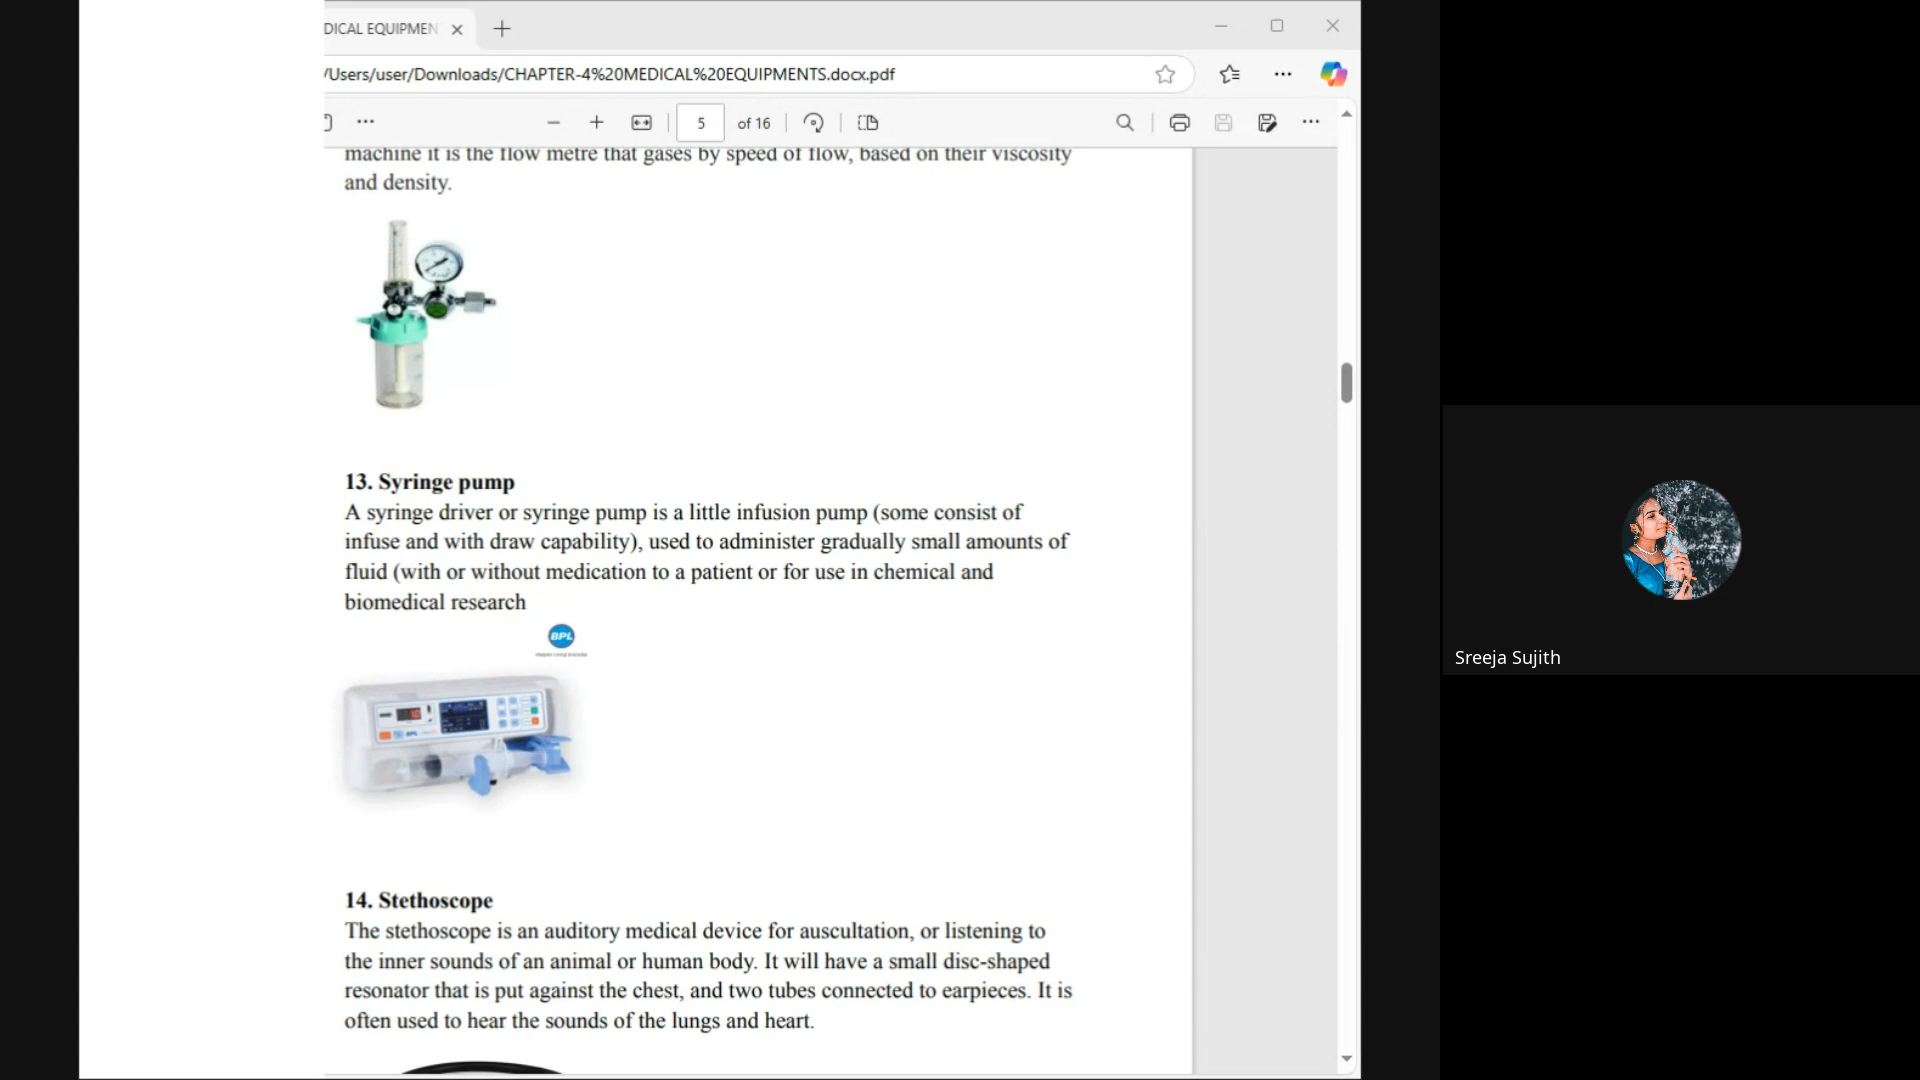 DICAL EQUIPMEN
/Users/user/Downloads/CHAPTER-4%20MEDICAL%20EQUIPMENTS.docx.pdf
5 of 16
machine it is the flow metre that gases by speed of flow, based on their viscosity
and density.
13. Syringe pump
A syringe driver or syringe pump is a little infusion pump (some consist of
infuse and with draw capability), used to administer gradually small amounts of
fluid (with or without medication to a patient or for use in chemical and
biomedical research
BPL
14. Stethoscope
The stethoscope is an auditory medical device for auscultation, or listening to
the inner sounds of an animal or human body. It will have a small disc-shaped
resonator that is put against the chest, and two tubes connected to earpieces. It is
often used to hear the sounds of the lungs and heart.
Sreeja Sujith